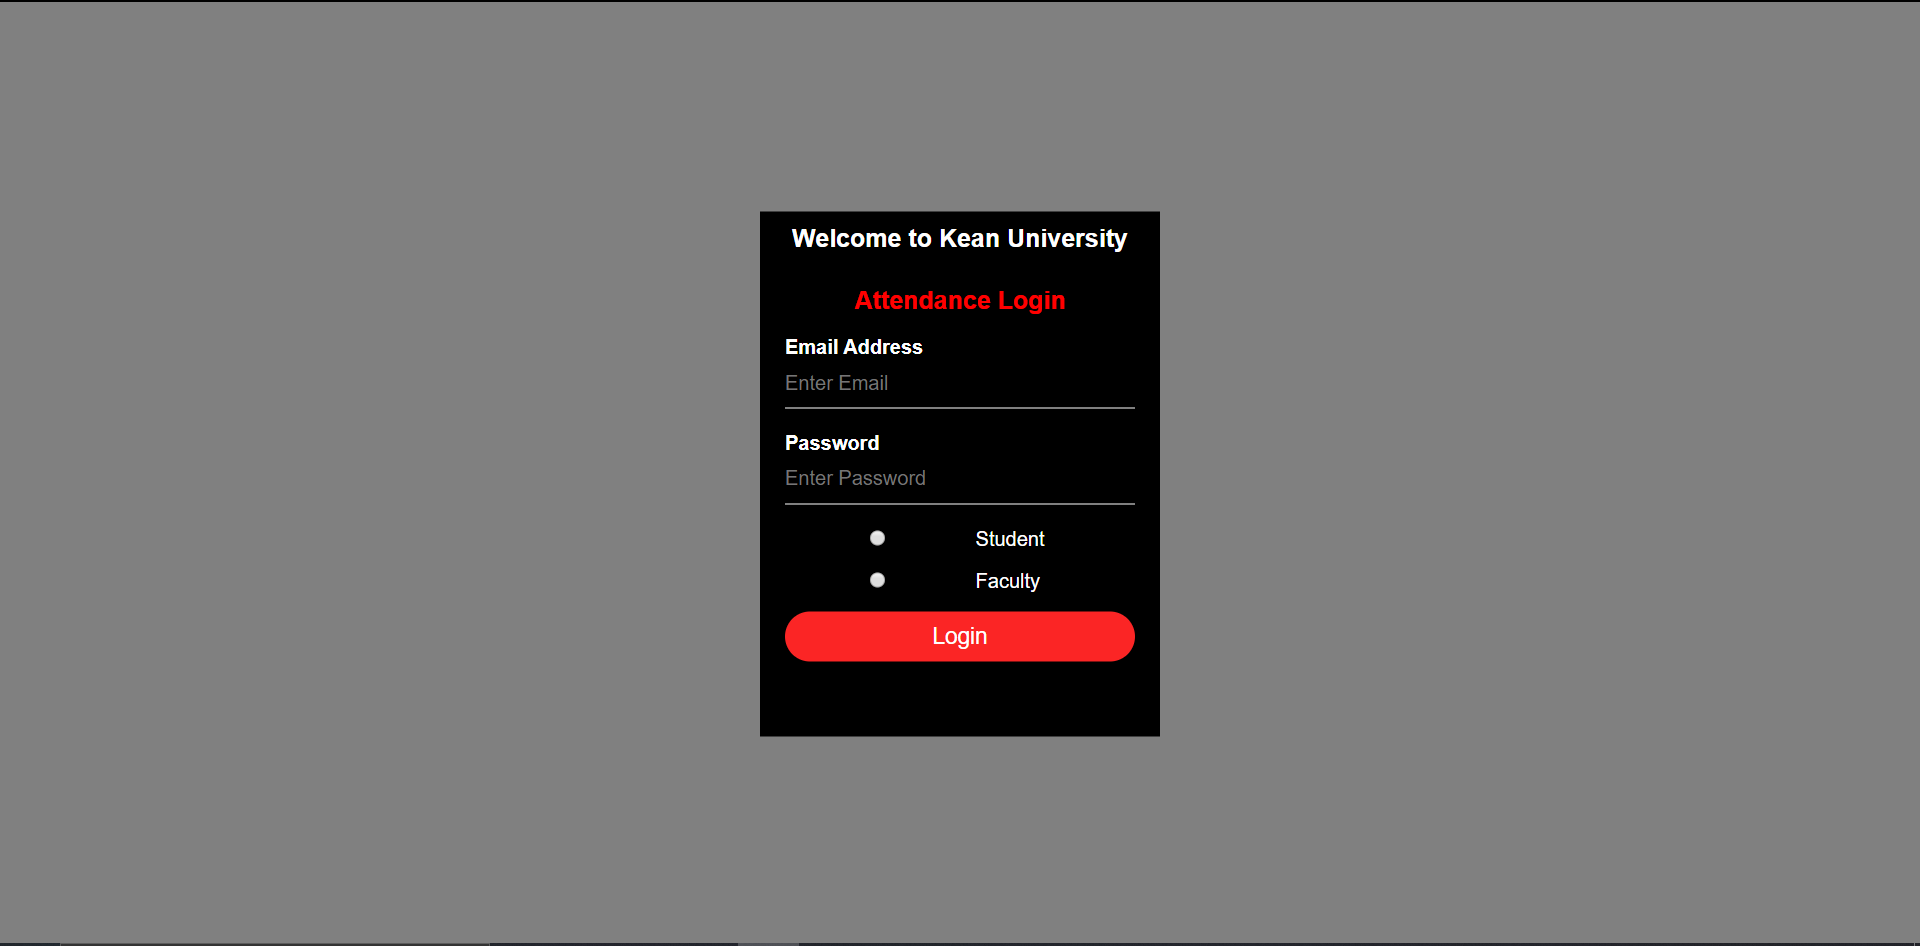 Welcome to Kean University
Attendance Login
Email Address
Enter Email
Password
Enter Password
Student
Faculty
Login